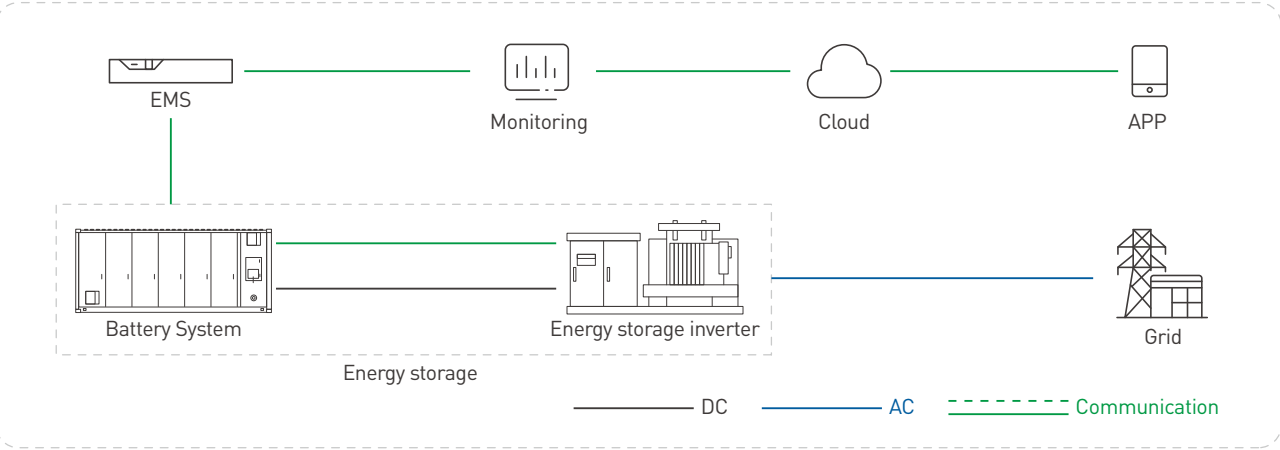 EMS
Monitoring
Cloud
APP
Battery System
Energy storage inverter
Grid
Energy storage
DC
AC
Communication